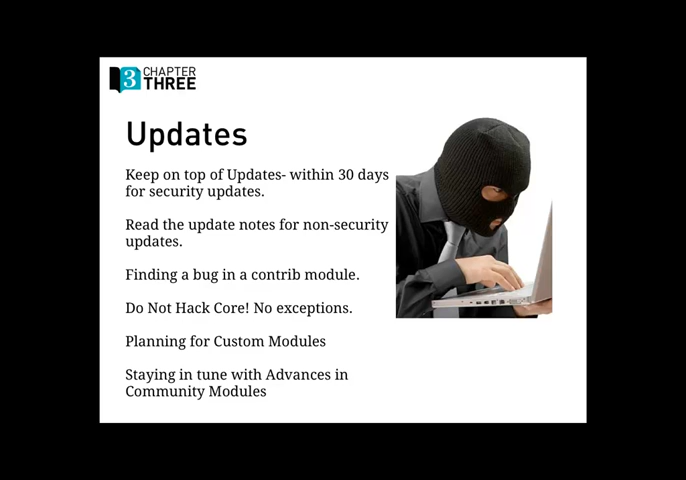 3 CHAPTER
THREE
Updates
Keep on top of Updates- within 30 days
for security updates.
Read the update notes for non-security
updates.
Finding a bug in a contrib module.
Do Not Hack Core! No exceptions.
Planning for Custom Modules
Staying in tune with Advances in
Community Modules